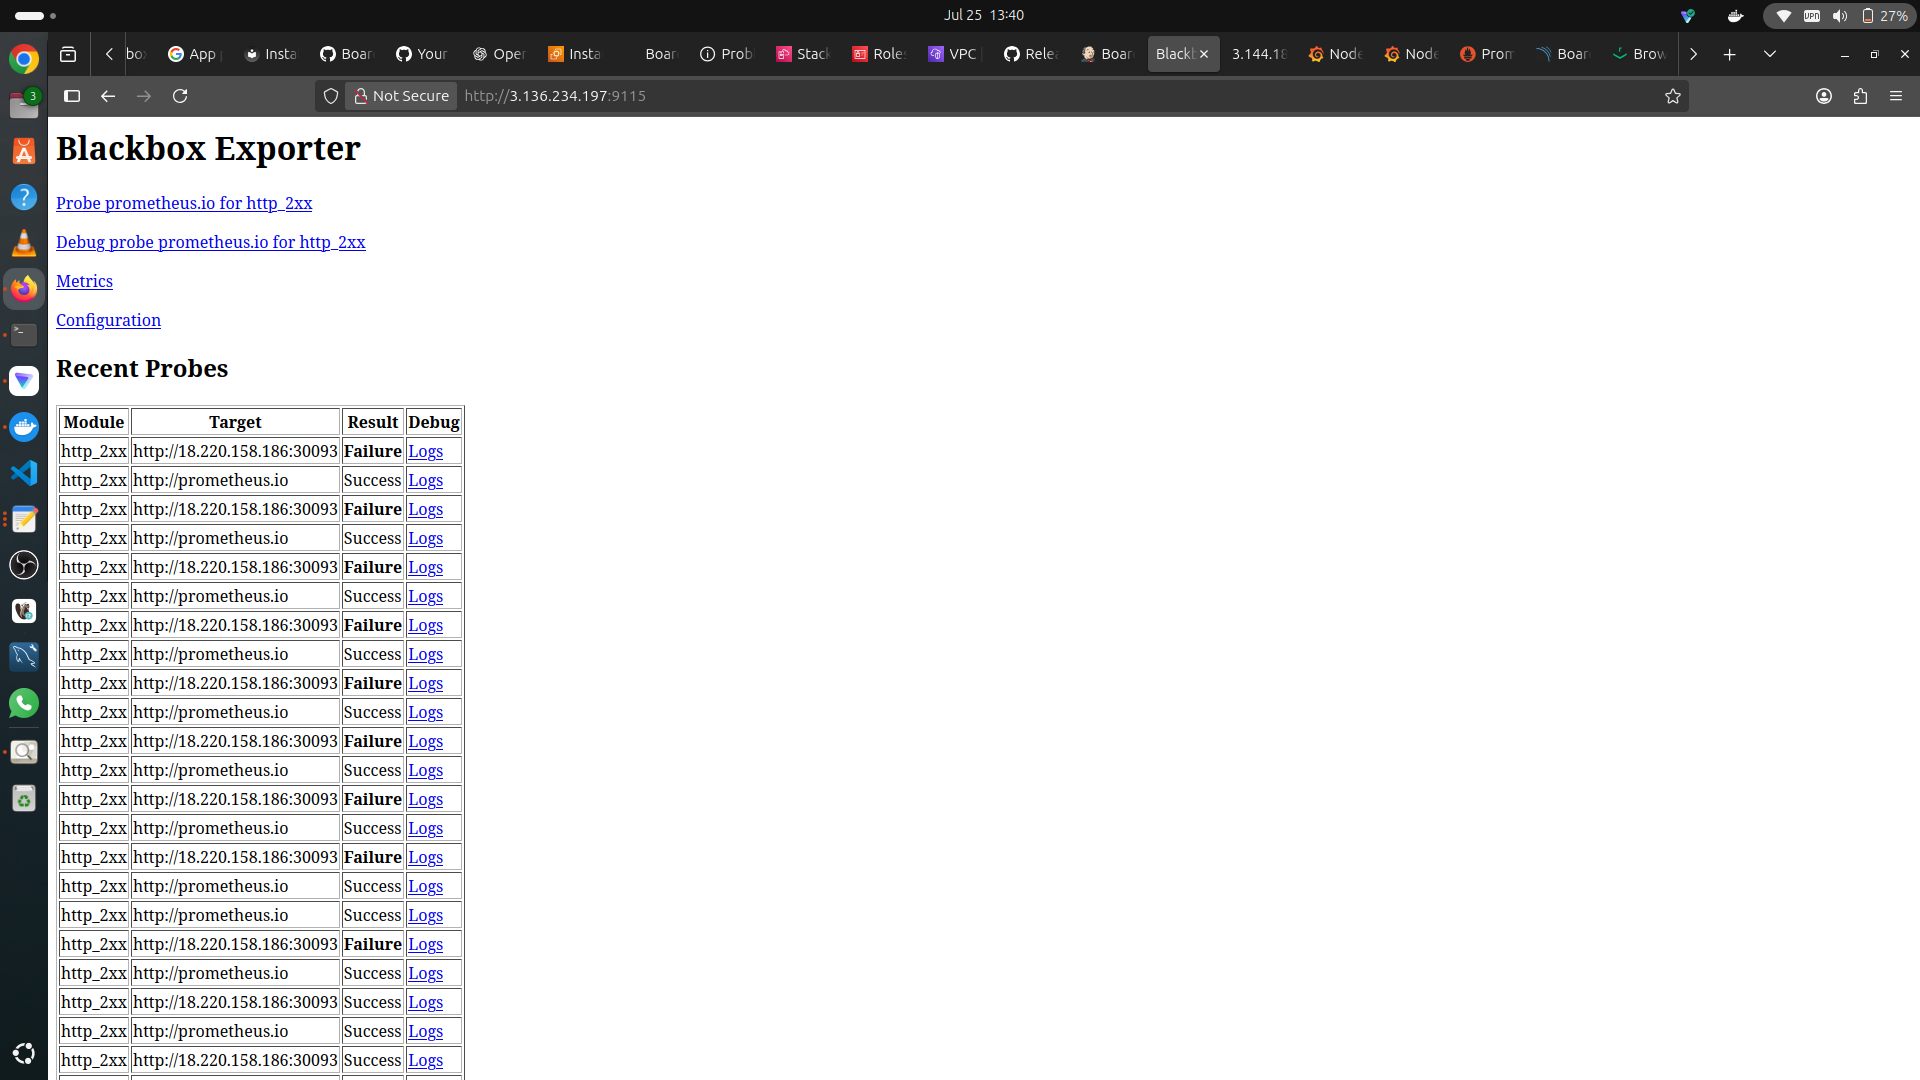 Jul 25 13:40
27%
3
box
App
Insta
Boar
Your
Oper
Insta
Boar
Prob
Stack
Role
VPC
Relea
Boar
Blackb
3.144.18
Node
Node
Prom
Boar
Brow
Not Secure
http://3.136.234.197:9115
VPN
Blackbox Exporter
Probe prometheus.io for http_2xx
Debug probe prometheus.io for http_2xx
Metrics
Configuration
Recent Probes
Module Target Result Debug
http_2xx http://18.220.158.186:30093 Failure Logs
http_2xx http://prometheus.io Success Logs
http_2xx http://18.220.158.186:30093 Failure Logs
http_2xx http://prometheus.io Success Logs
http_2xx http://18.220.158.186:30093 Failure Logs
http_2xx http://prometheus.io Success Logs
http_2xx http://18.220.158.186:30093 Failure Logs
http_2xx http://prometheus.io Success Logs
http_2xx http://18.220.158.186:30093 Failure Logs
http_2xx http://prometheus.io Success Logs
http_2xx http://18.220.158.186:30093 Failure Logs
http_2xx http://prometheus.io Success Logs
http_2xx http://18.220.158.186:30093 Failure Logs
http_2xx http://prometheus.io Success Logs
http_2xx http://18.220.158.186:30093 Failure Logs
http_2xx http://prometheus.io Success Logs
http_2xx http://prometheus.io Success Logs
http_2xx http://18.220.158.186:30093 Failure Logs
http_2xx http://prometheus.io Success Logs
http_2xx http://18.220.158.186:30093 Success Logs
http_2xx http://prometheus.io Success Logs
http_2xx http://18.220.158.186:30093 Success Logs